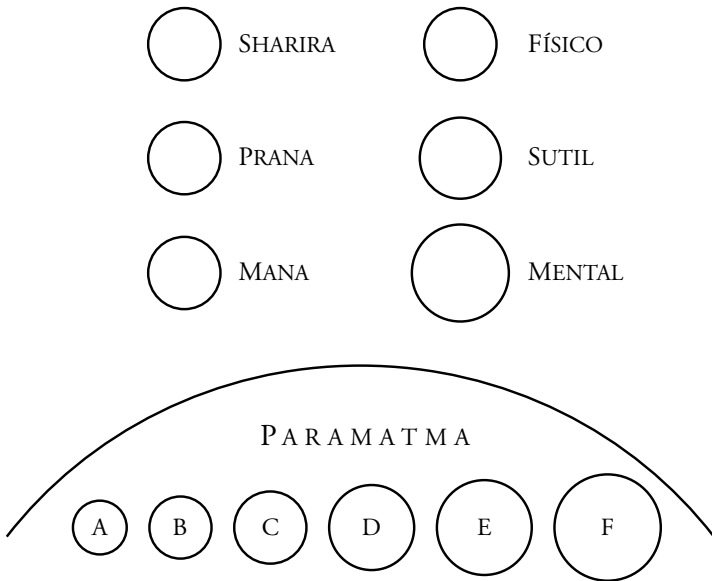 SHARIRA FÍSICO
PRANA SUTIL
MANA MENTAL
PARAMATMA
A B C D E F